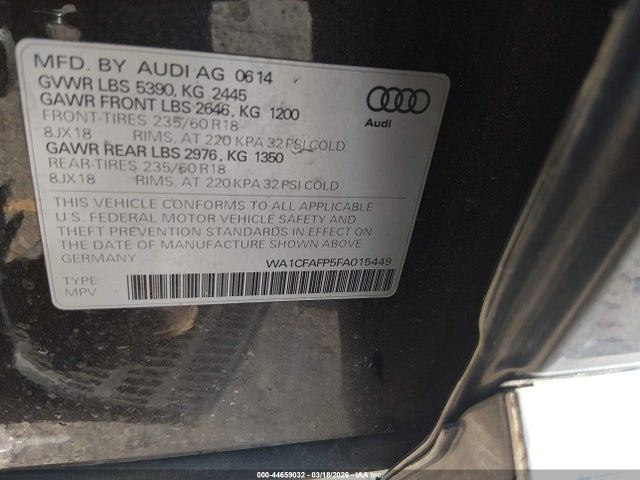 MFD. BY AUDI AG 06 14
GVWR LBS 5390, KG 2445
GAWR FRONT LBS 2646, KG 1200
FRONT-TIRES 235/60 R18
8JX18 RIMS, AT 220 KPA 32 PSI COLD
GAWR REAR LBS 2976, KG 1350
REAR-TIRES 235/60 R18
8JX18 RIMS, AT 220 KPA 32 PSI COLD
Audi
THIS VEHICLE CONFORMS TO ALL APPLICABLE
U.S. FEDERAL MOTOR VEHICLE SAFETY AND
THEFT PREVENTION STANDARDS IN EFFECT ON
THE DATE OF MANUFACTURE SHOWN ABOVE
GERMANY WA1CFAFP5FA015449
TYPE
MPV
000-44659032 - 03/18/2026 - IAAI